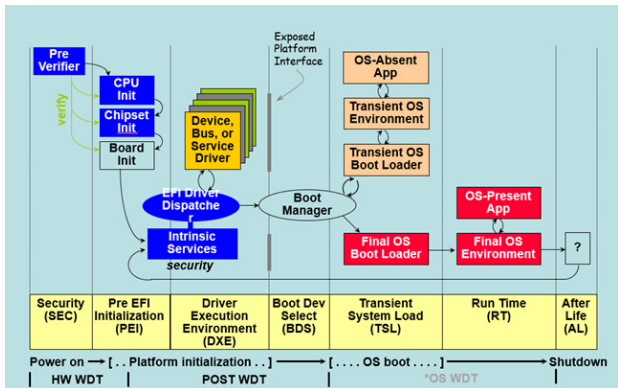 Exposed
Platform
Interface
Pre
Verifier
verify
CPU
Init
Chipset
Init
Board
Init
Device,
Bus, or
Service
Driver
EFI Driver
Dispatche
r
Intrinsic
Services
security
Boot
Manager
OS-Absent
App
Transient OS
Environment
Transient OS
Boot Loader
Final OS
Boot Loader
OS-Present
App
Final OS
Environment
?
Security
(SEC)
Pre EFI
Initialization
(PEI)
Driver
Execution
Environment
(DXE)
Boot Dev
Select
(BDS)
Transient
System Load
(TSL)
Run Time
(RT)
After
Life
(AL)
Power on [ . . Platform initialization . . ] [ . . . . OS boot . . . . ] Shutdown
HW WDT POST WDT *OS WDT